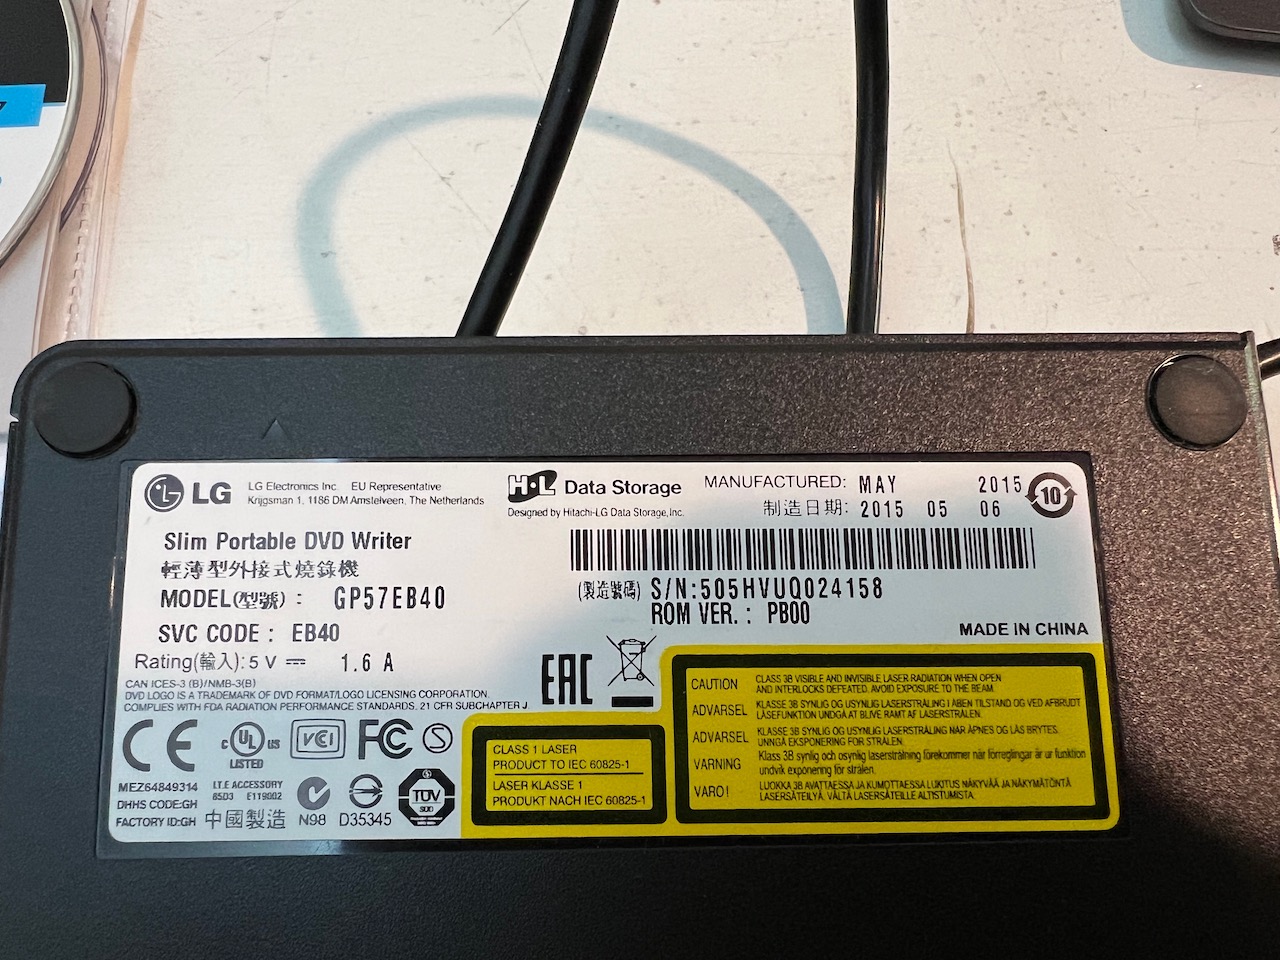 LG
LG Electronics Inc. EU Representative
Krijgsman 1, 1186 DM Amstelveen, The Netherlands
H·L Data Storage
Designed by Hitachi-LG Data Storage,Inc.
MANUFACTURED: MAY 2015
制造日期: 2015 05 06
10
Slim Portable DVD Writer
輕薄型外接式燒錄機
MODEL(型號) : GP57EB40
SVC CODE : EB40
Rating(輸入): 5 V 1.6 A
(製造號碼) S/N:505HVUQ024158
ROM VER. : PB00
MADE IN CHINA
CAN ICES-3 (B)/NMB-3(B)
DVD LOGO IS A TRADEMARK OF DVD FORMAT/LOGO LICENSING CORPORATION.
COMPLIES WITH FDA RADIATION PERFORMANCE STANDARDS, 21 CFR SUBCHAPTER J.
EAC
CE
C UL US
LISTED
VCI
FC
S
MEZ64849314
DHHS CODE:GH
FACTORY ID:GH
I.T.E ACCESSORY
85D3 E119002
中國製造
N98
D35345
TÜV
SÜD
CLASS 1 LASER
PRODUCT TO IEC 60825-1
LASER KLASSE 1
PRODUKT NACH IEC 60825-1
CAUTION CLASS 3B VISIBLE AND INVISIBLE LASER RADIATION WHEN OPEN
AND INTERLOCKS DEFEATED. AVOID EXPOSURE TO THE BEAM.
ADVARSEL KLASSE 3B SYNLIG OG USYNLIG LASERSTRÅLING I ÅBEN TILSTAND OG VED AFBRUDT
LÅSEFUNKTION UNDGÅ AT BLIVE RAMT AF LASERSTRÅLEN.
ADVARSEL KLASSE 3B SYNLIG OG USYNLIG LASERSTRÅLING NÅR ÅPNES OG LÅS BRYTES.
UNNGÅ EKSPONERING FOR STRÅLEN.
VARNING Klass 3B synlig och osynlig laserstrålning förekommer när förreglingar är ur funktion
undvik exponering för strålen.
VARO! LUOKKA 3B AVATTAESSA JA KUMOTTAESSA LUKITUS NÄKYVÄÄ JA NÄKYMÄTÖNTÄ
LASERSÄTEILYÄ, VÄLTÄ LASERSÄTEILLE ALTISTUMISTA.